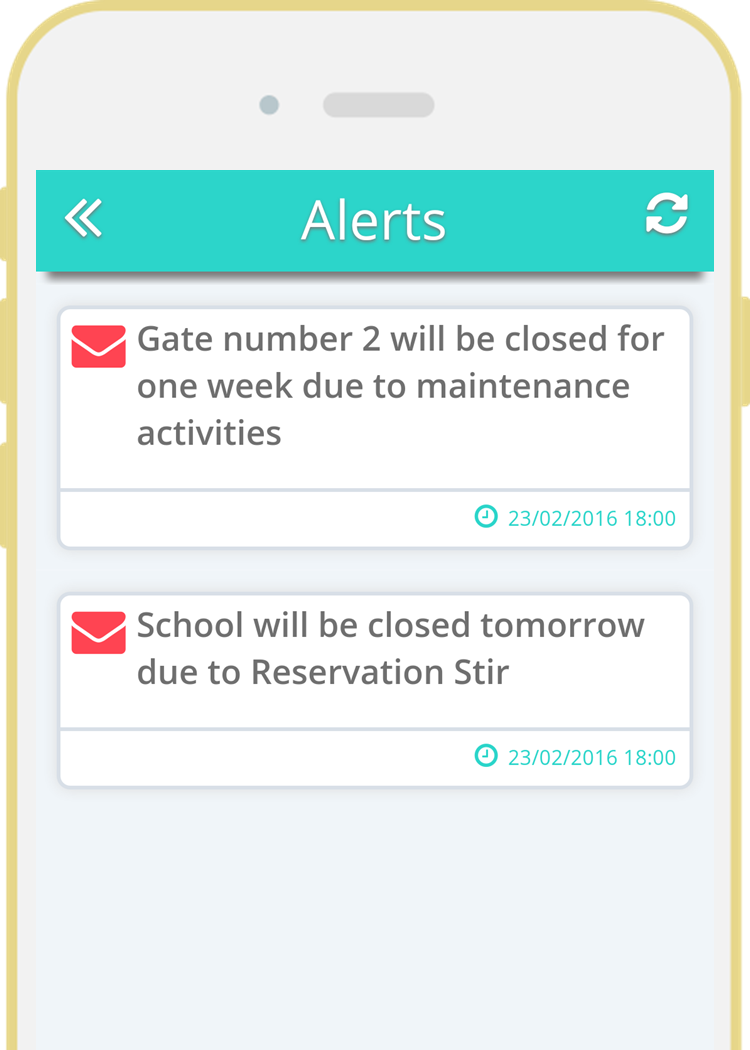 Alerts
Gate number 2 will be closed for
one week due to maintenance
activities
23/02/2016 18:00
School will be closed tomorrow
due to Reservation Stir
23/02/2016 18:00